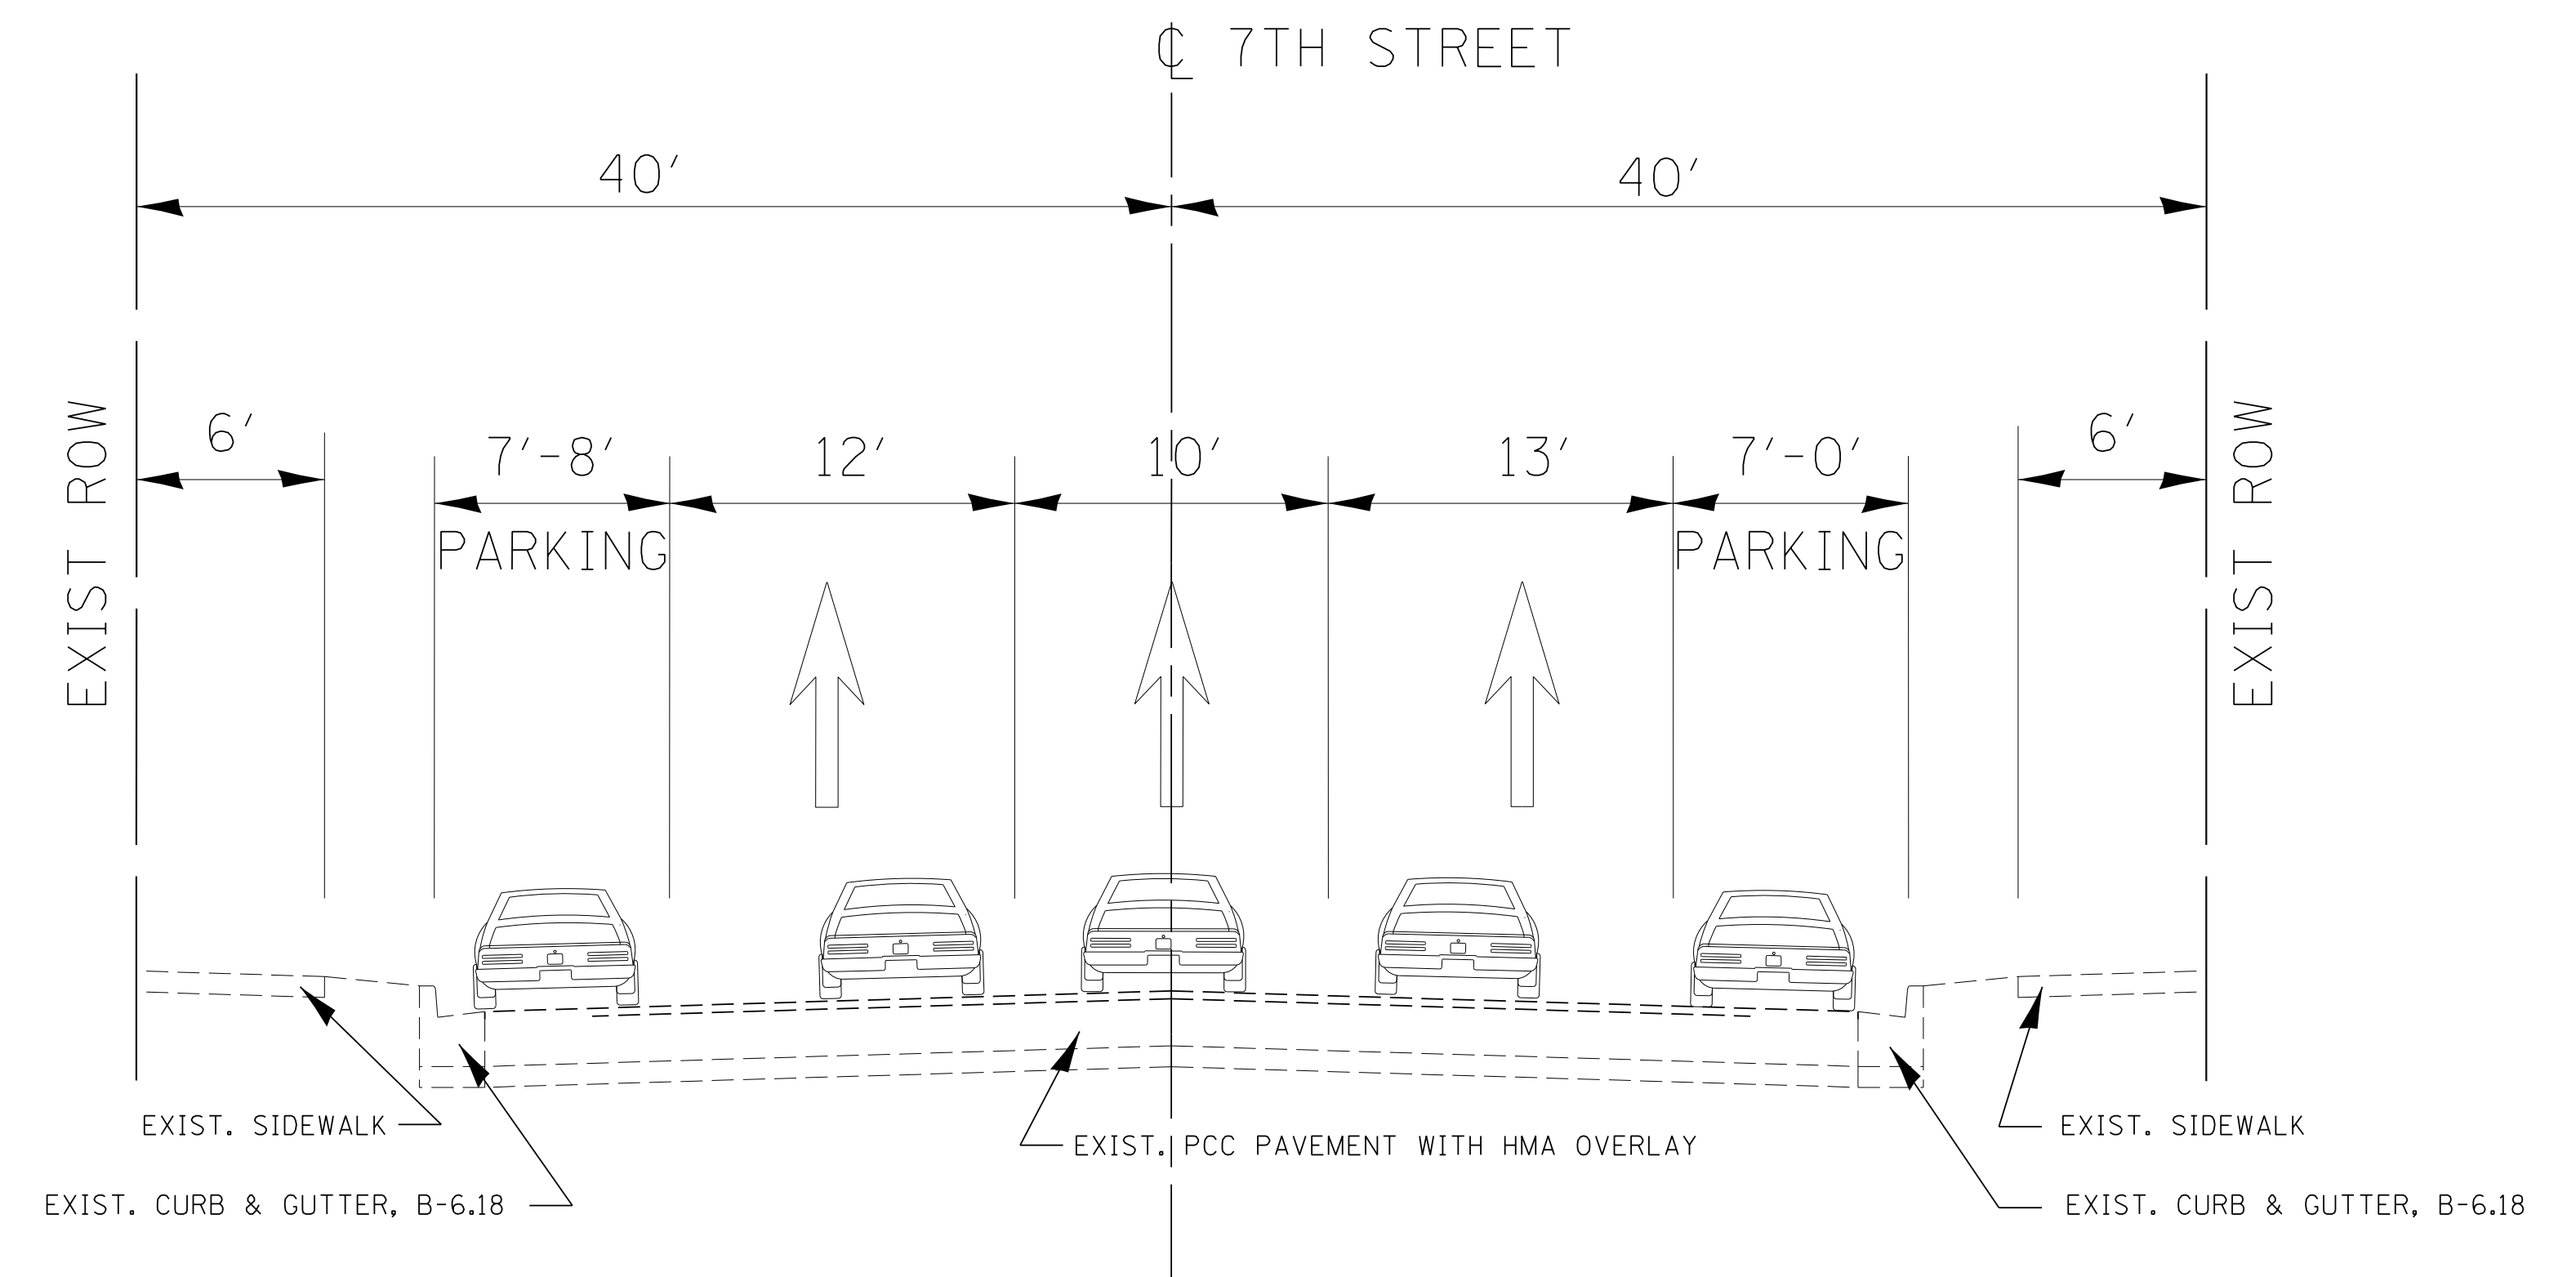 ℄ 7TH STREET
40'
40'
EXIST ROW
6'
7'-8'
12'
10'
13'
7'-0'
6'
EXIST ROW
PARKING
PARKING
EXIST. SIDEWALK
EXIST. PCC PAVEMENT WITH HMA OVERLAY
EXIST. SIDEWALK
EXIST. CURB & GUTTER, B-6.18
EXIST. CURB & GUTTER, B-6.18